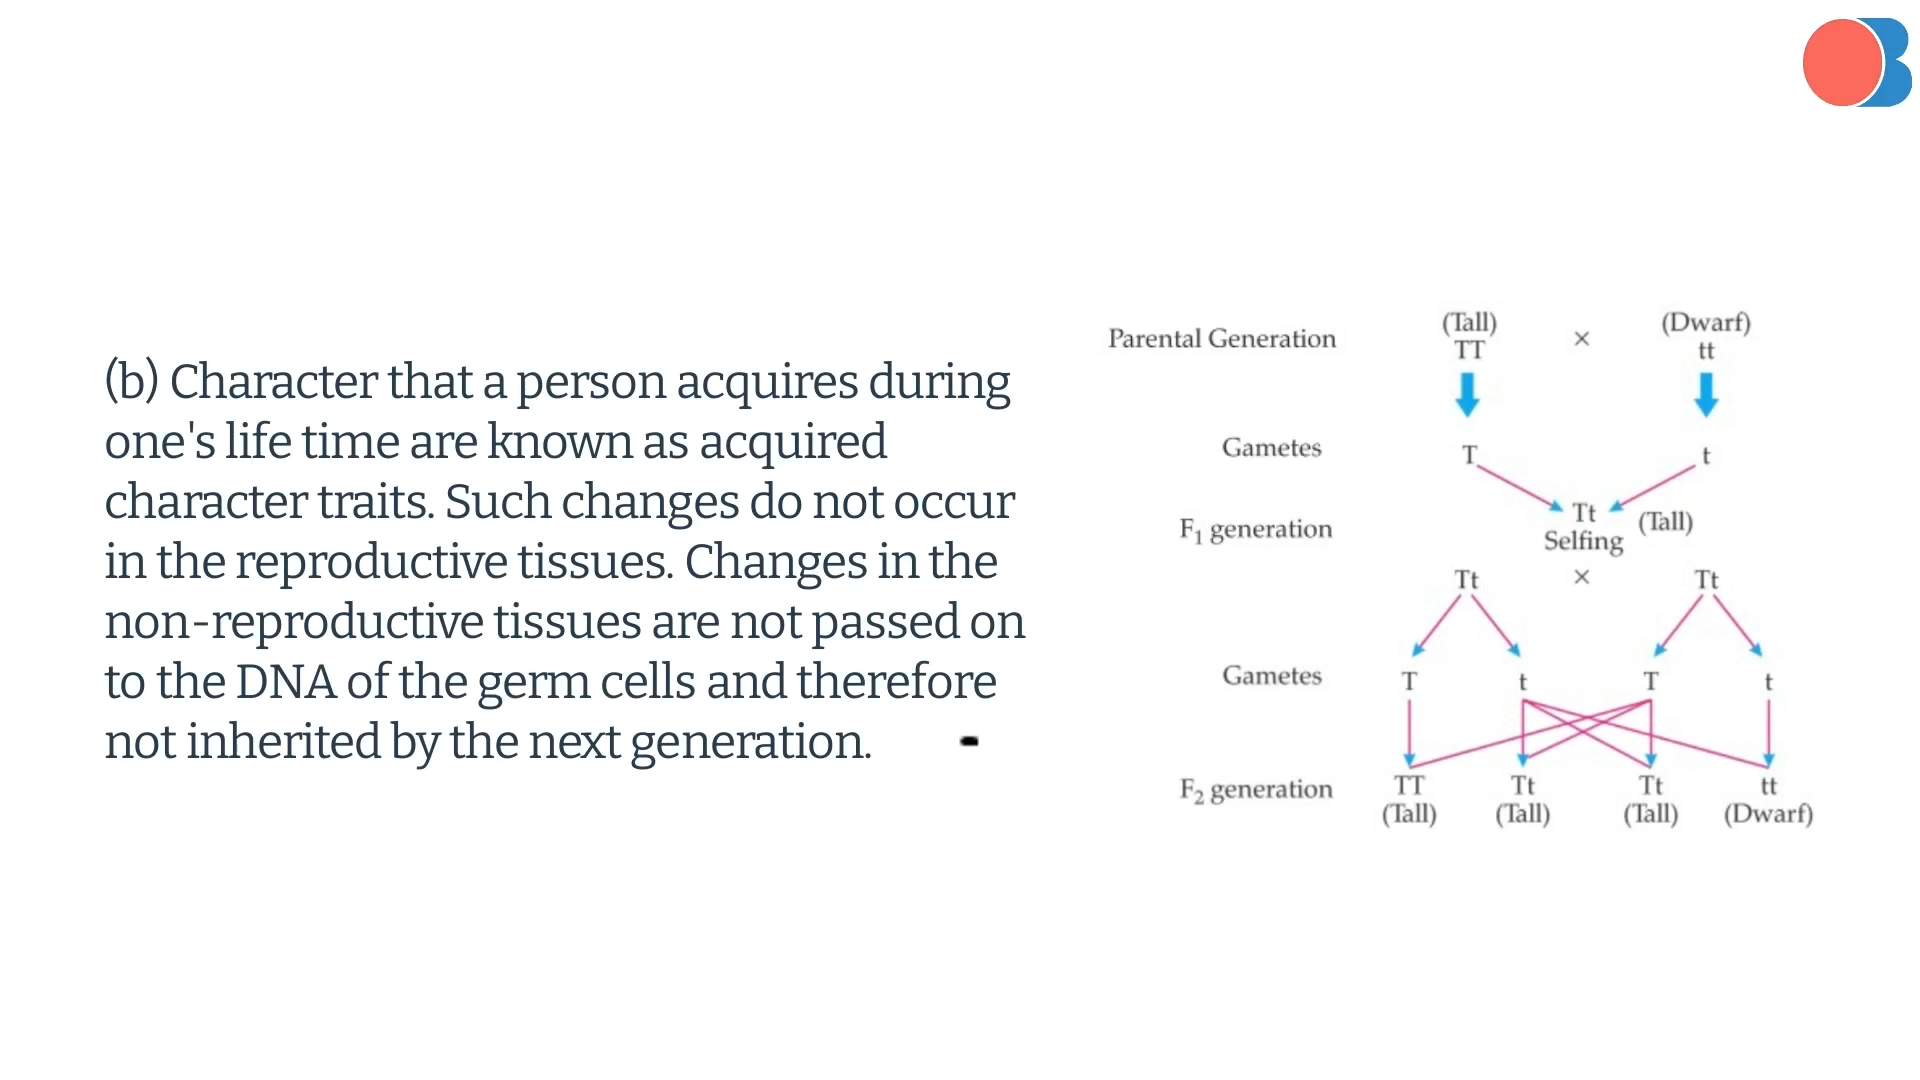 (b) Character that a person acquires during
one's life time are known as acquired
character traits. Such changes do not occur
in the reproductive tissues. Changes in the
non-reproductive tissues are not passed on
to the DNA of the germ cells and therefore
not inherited by the next generation.
(Tall) (Dwarf)
Parental Generation ×
TT tt
Gametes T t
Tt (Tall)
F₁ generation
Selfing
Tt × Tt
Gametes T t T t
F₂ generation TT Tt Tt tt
(Tall) (Tall) (Tall) (Dwarf)